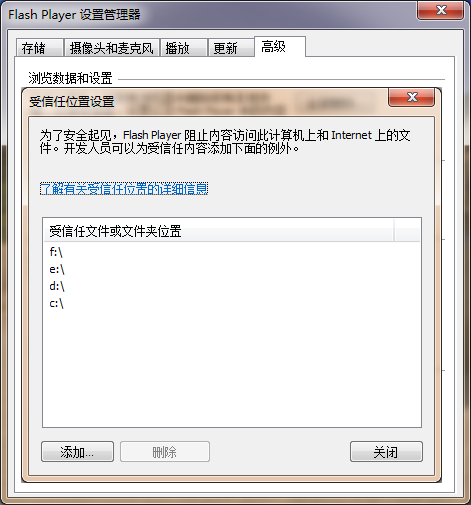 Flash Player 设置管理器
存储 摄像头和麦克风 播放 更新 高级
浏览数据和设置
受信任位置设置
为了安全起见，Flash Player 阻止内容访问此计算机上和 Internet 上的文
件。开发人员可以为受信任内容添加下面的例外。
了解有关受信任位置的详细信息
受信任文件或文件夹位置
f:\
e:\
d:\
c:\
添加... 删除 关闭